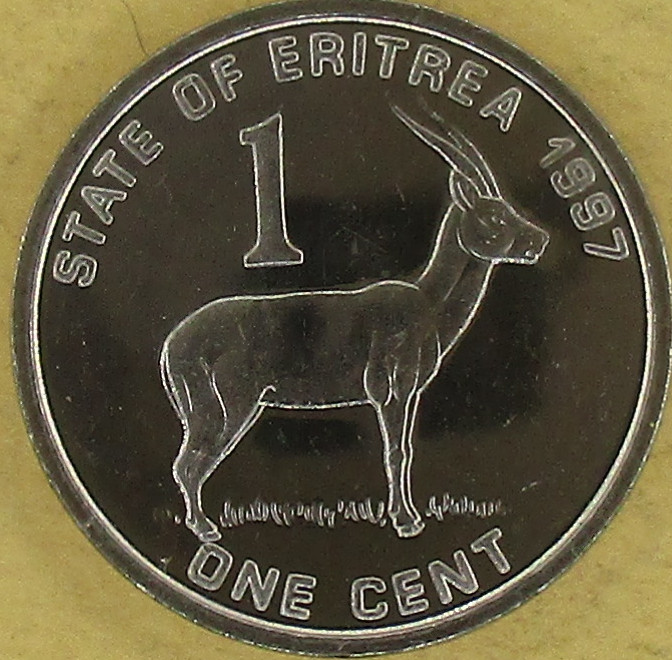 STATE OF ERITREA 1997
1
ONE CENT